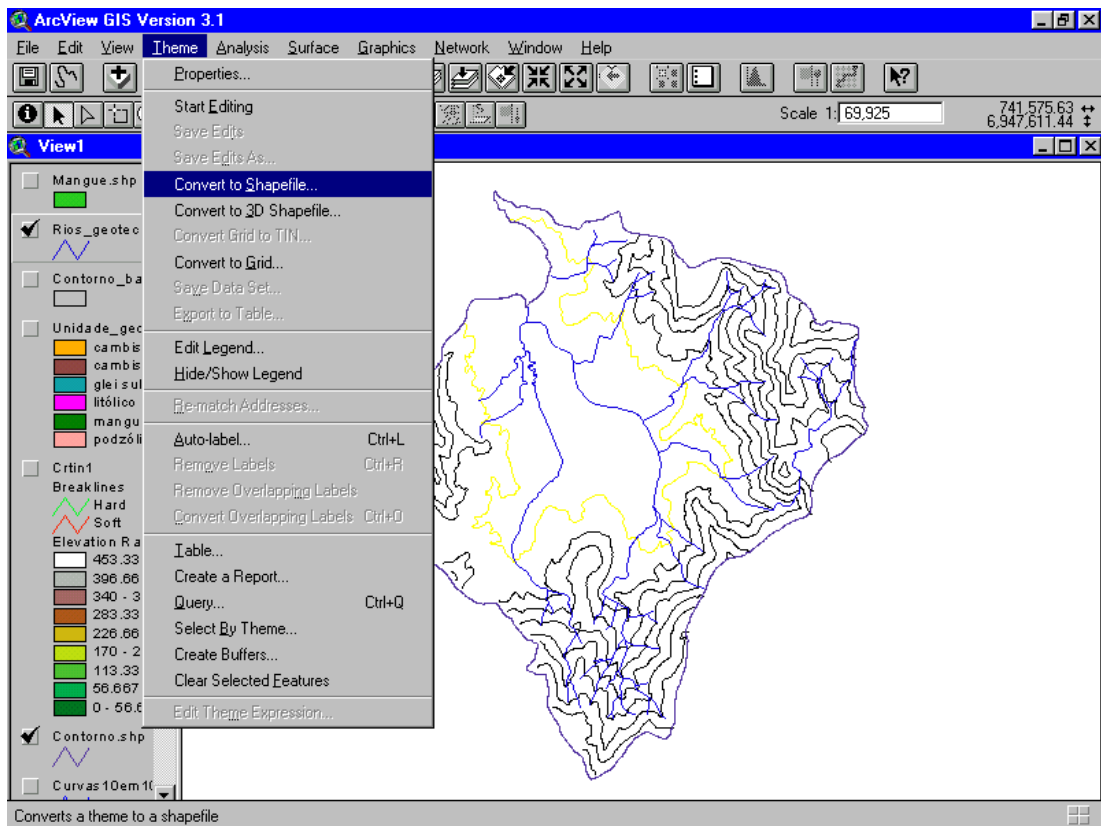 ArcView GIS Version 3.1
File Edit View Theme Analysis Surface Graphics Network Window Help
Scale 1: 69,925
741,575.63
6,947,611.44
View1
Properties...
Start Editing
Save Edits
Save Edits As...
Convert to Shapefile...
Convert to 3D Shapefile...
Convert Grid to TIN...
Convert to Grid...
Save Data Set...
Export to Table...
Edit Legend...
Hide/Show Legend
Re-match Addresses...
Auto-label... Ctrl+L
Remove Labels Ctrl+R
Remove Overlapping Labels
Convert Overlapping Labels Ctrl+O
Table...
Create a Report...
Query... Ctrl+Q
Select By Theme...
Create Buffers...
Clear Selected Features
Edit Theme Expression...
Mangue.shp
Rios_geotec
Contorno_ba
Unidade_geo
cambis
cambis
glei sul
litólico
mangu
podzóli
Crtin1
Breaklines
Hard
Soft
Elevation Ra
453.33
396.66
340 - 3
283.33
226.66
170 - 2
113.33
56.667
0 - 56.6
Contorno.shp
Curvas10em10
Converts a theme to a shapefile